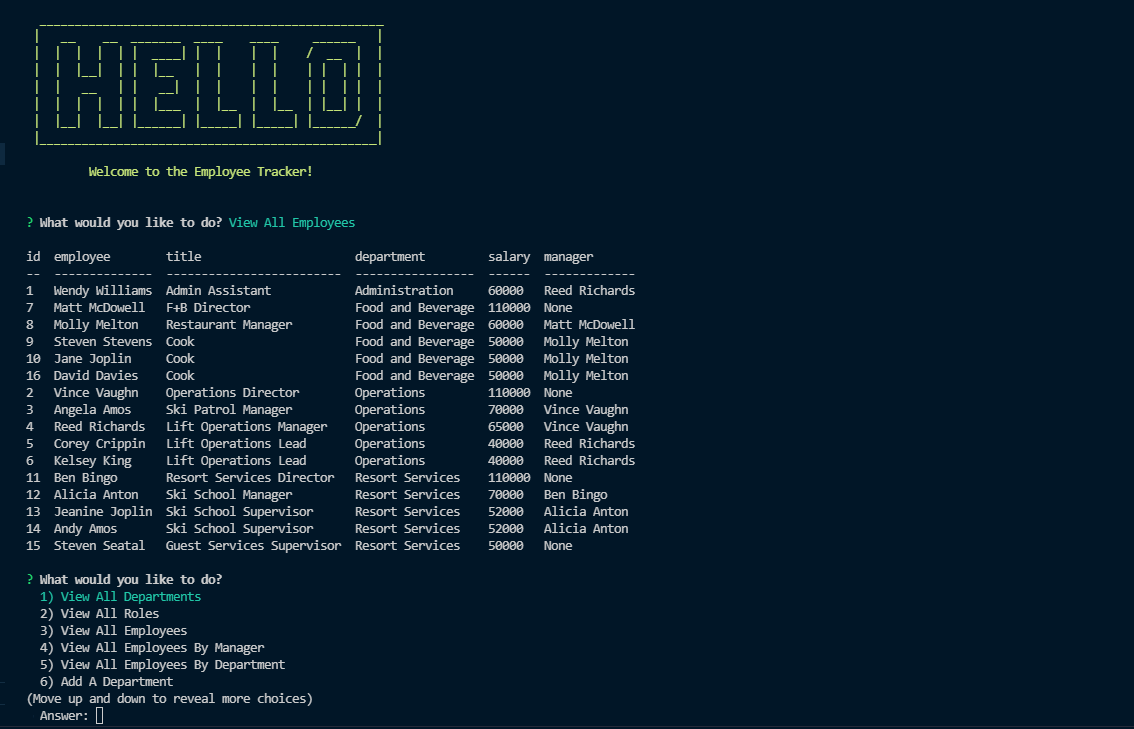 HELLO
Welcome to the Employee Tracker!
? What would you like to do? View All Employees
id  employee        title                      department         salary  manager
--  --------------  -------------------------  -----------------  ------  -------------
1   Wendy Williams  Admin Assistant            Administration     60000   Reed Richards
7   Matt McDowell   F+B Director               Food and Beverage  110000  None
8   Molly Melton    Restaurant Manager         Food and Beverage  60000   Matt McDowell
9   Steven Stevens  Cook                       Food and Beverage  50000   Molly Melton
10  Jane Joplin     Cook                       Food and Beverage  50000   Molly Melton
16  David Davies    Cook                       Food and Beverage  50000   Molly Melton
2   Vince Vaughn    Operations Director        Operations         110000  None
3   Angela Amos     Ski Patrol Manager         Operations         70000   Vince Vaughn
4   Reed Richards   Lift Operations Manager    Operations         65000   Vince Vaughn
5   Corey Crippin   Lift Operations Lead       Operations         40000   Reed Richards
6   Kelsey King     Lift Operations Lead       Operations         40000   Reed Richards
11  Ben Bingo       Resort Services Director   Resort Services    110000  None
12  Alicia Anton    Ski School Manager         Resort Services    70000   Ben Bingo
13  Jeanine Joplin  Ski School Supervisor      Resort Services    52000   Alicia Anton
14  Andy Amos       Ski School Supervisor      Resort Services    52000   Alicia Anton
15  Steven Seatal   Guest Services Supervisor  Resort Services    50000   None
? What would you like to do?
1) View All Departments
2) View All Roles
3) View All Employees
4) View All Employees By Manager
5) View All Employees By Department
6) Add A Department
(Move up and down to reveal more choices)
Answer: